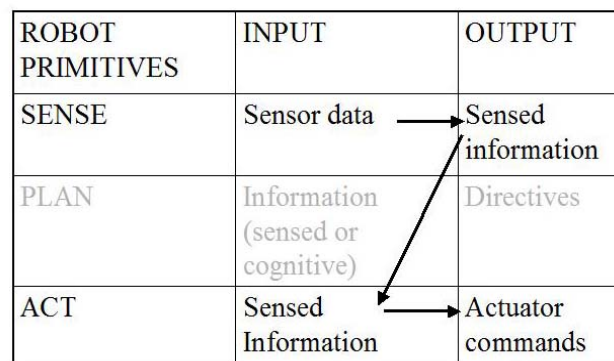 ROBOT
PRIMITIVES
INPUT
OUTPUT
SENSE
Sensor data
Sensed
information
PLAN
Information
(sensed or
cognitive)
Directives
ACT
Sensed
Information
Actuator
commands